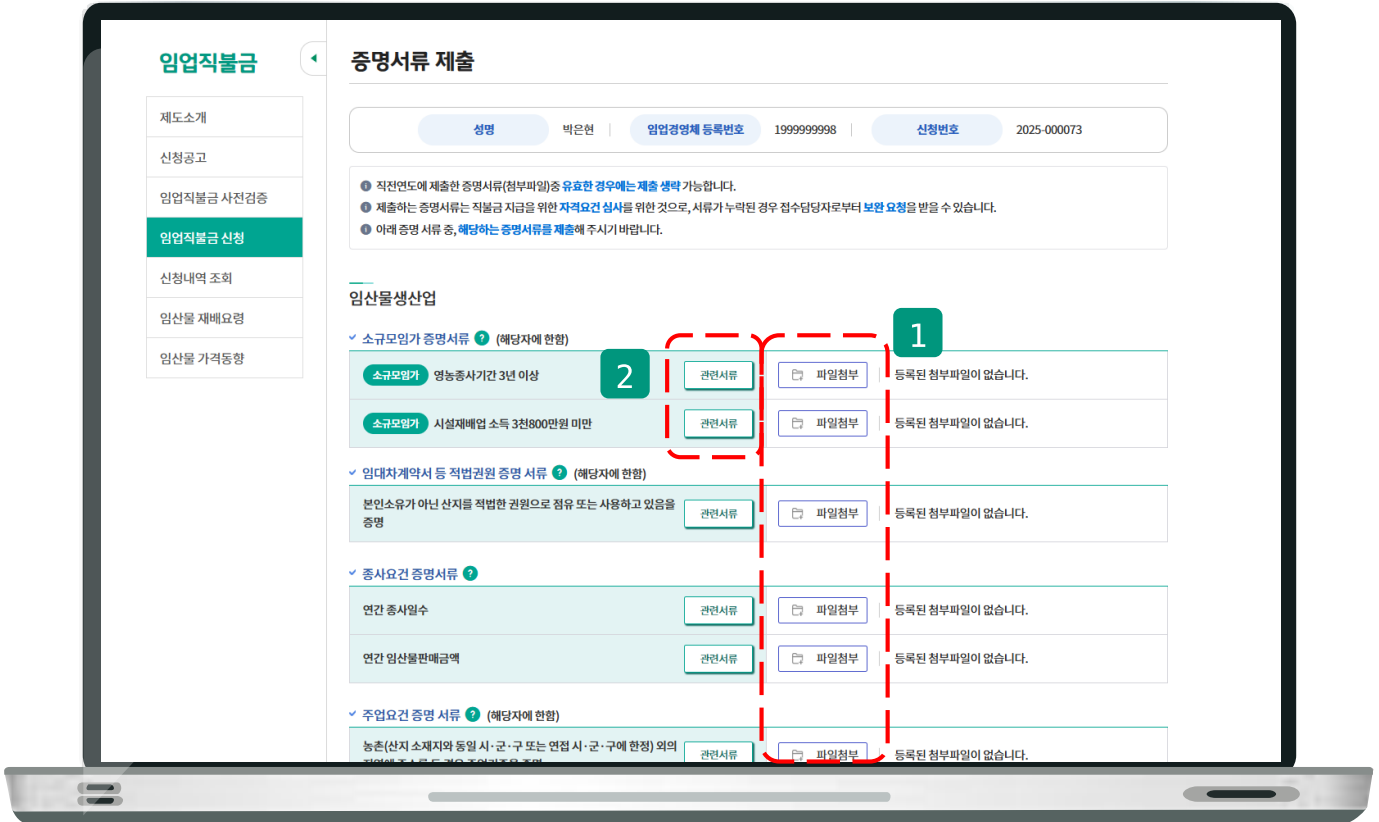 임업직불금
제도소개
신청공고
임업직불금 사전검증
임업직불금 신청
신청내역 조회
임산물 재배요령
임산물 가격동향
증명서류 제출
성명 박은현 임업경영체 등록번호 1999999998 신청번호 2025-000073
직전연도에 제출한 증명서류(첨부파일)중 유효한 경우에는 제출 생략 가능합니다.
제출하는 증명서류는 직불금 지급을 위한 자격요건 심사를 위한 것으로, 서류가 누락된 경우 접수담당자로부터 보완 요청을 받을 수 있습니다.
아래 증명 서류 중, 해당하는 증명서류를 제출해 주시기 바랍니다.
임산물생산업
소규모임가 증명서류 ? (해당자에 한함)
1
2
소규모임가 영농종사기간 3년 이상 관련서류 파일첨부 등록된 첨부파일이 없습니다.
소규모임가 시설재배업 소득 3천800만원 미만 관련서류 파일첨부 등록된 첨부파일이 없습니다.
임대차계약서 등 적법권원 증명 서류 ? (해당자에 한함)
본인소유가 아닌 산지를 적법한 권원으로 점유 또는 사용하고 있음을
증명
관련서류 파일첨부 등록된 첨부파일이 없습니다.
종사요건 증명서류 ?
연간 종사일수 관련서류 파일첨부 등록된 첨부파일이 없습니다.
연간 임산물판매금액 관련서류 파일첨부 등록된 첨부파일이 없습니다.
주업요건 증명 서류 ? (해당자에 한함)
농촌(산지 소재지와 동일 시·군·구 또는 연접 시·군·구에 한정) 외의
관련서류 파일첨부 등록된 첨부파일이 없습니다.